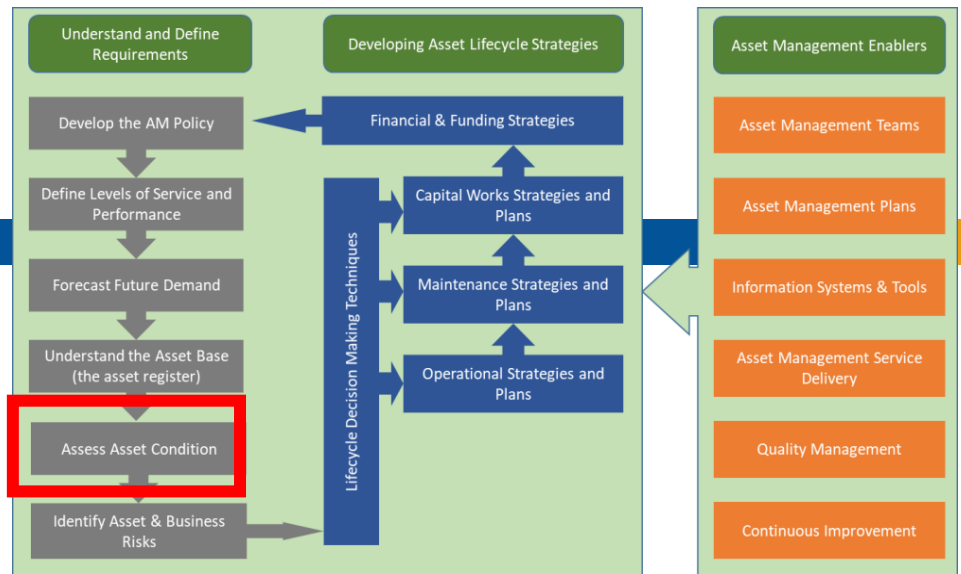 Understand and Define
Requirements
Developing Asset Lifecycle Strategies
Asset Management Enablers
Develop the AM Policy
Define Levels of Service and
Performance
Forecast Future Demand
Understand the Asset Base
(the asset register)
Assess Asset Condition
Identify Asset & Business
Risks
Lifecycle Decision Making Techniques
Financial & Funding Strategies
Capital Works Strategies and
Plans
Maintenance Strategies and
Plans
Operational Strategies and
Plans
Asset Management Teams
Asset Management Plans
Information Systems & Tools
Asset Management Service
Delivery
Quality Management
Continuous Improvement